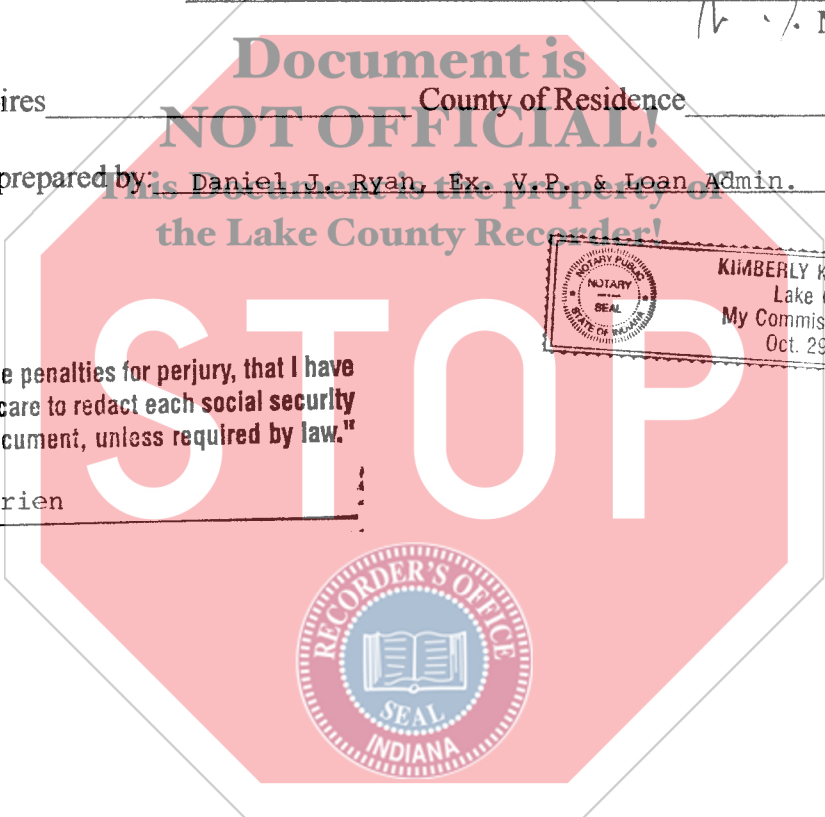 Document is
ires County of Residence
NOT OFFICIAL!
prepared by: Daniel J. Ryan, Ex. V.P. & Loan Admin.
This Document is the property of
the Lake County Recorder!
NOTARY PUBLIC
NOTARY
SEAL
STATE OF INDIANA
KIMBERLY K
Lake
My Commis
Oct. 29
STOP
e penalties for perjury, that I have
care to redact each social security
cument, unless required by law."
rien
RECORDER'S OFFICE
SEAL
INDIANA